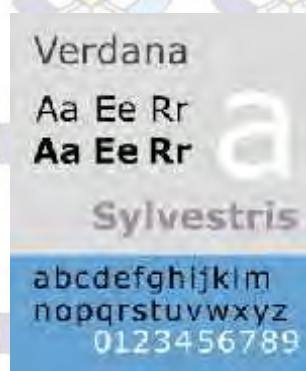 Verdana
Aa Ee Rr
Aa Ee Rr
a
Sylvestris
abcdefghijklm
nopqrstuvwxyz
0123456789